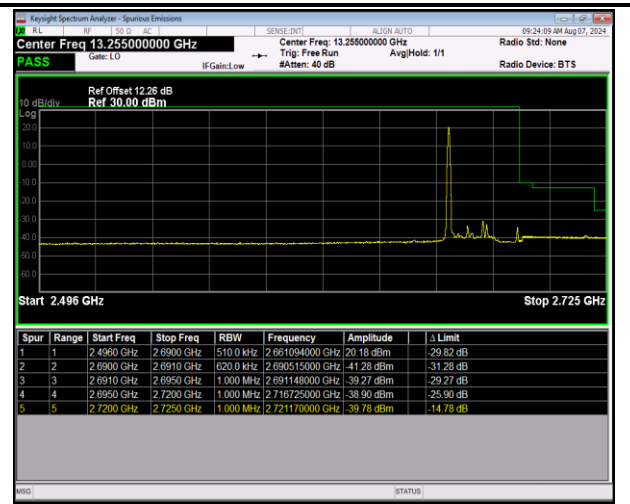 Keysight Spectrum Analyzer - Spurious Emissions
RL RF 50 Ω AC SENSE:INT ALIGN AUTO 09:24:09 AM Aug 07, 2024
Center Freq 13.255000000 GHz Center Freq: 13.255000000 GHz Radio Std: None
PASS Gate: LO IFGain:Low Trig: Free Run Avg|Hold: 1/1
#Atten: 40 dB Radio Device: BTS
Ref Offset 12.26 dB
10 dB/div Ref 30.00 dBm
Log
20.0
10.0
0.00
-10.0
-20.0
-30.0
-40.0
-50.0
-60.0
Start 2.496 GHz Stop 2.725 GHz
Spur Range Start Freq Stop Freq RBW Frequency Amplitude Δ Limit
1 1 2.4960 GHz 2.6900 GHz 510.0 kHz 2.661094000 GHz 20.18 dBm -29.82 dB
2 2 2.6900 GHz 2.6910 GHz 620.0 kHz 2.690515000 GHz -41.28 dBm -31.28 dB
3 3 2.6910 GHz 2.6950 GHz 1.000 MHz 2.691148000 GHz -39.27 dBm -29.27 dB
4 4 2.6950 GHz 2.7200 GHz 1.000 MHz 2.716725000 GHz -38.90 dBm -25.90 dB
5 5 2.7200 GHz 2.7250 GHz 1.000 MHz 2.721170000 GHz -39.78 dBm -14.78 dB
MSG STATUS